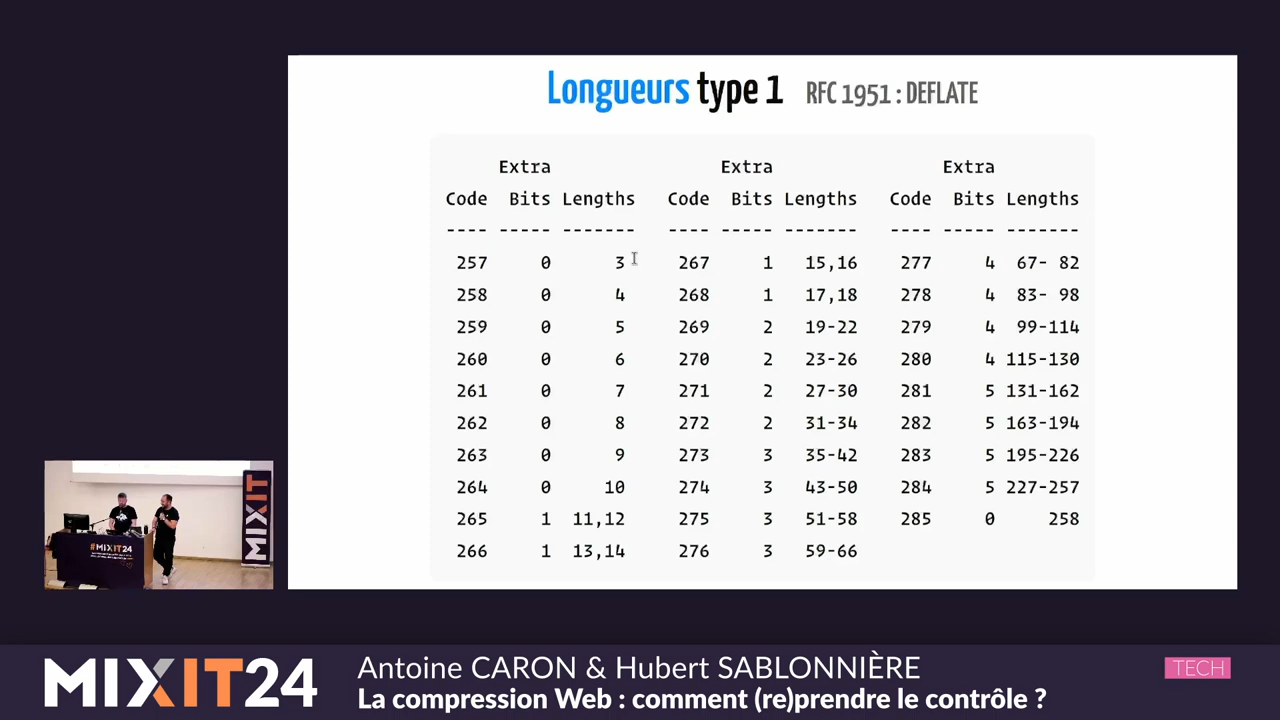 Longueurs type 1 RFC 1951 : DEFLATE
Extra Extra Extra
Code Bits Lengths Code Bits Lengths Code Bits Lengths
---- ----- ------- ---- ----- ------- ---- ----- -------
257 0 3 267 1 15,16 277 4 67- 82
258 0 4 268 1 17,18 278 4 83- 98
259 0 5 269 2 19-22 279 4 99-114
260 0 6 270 2 23-26 280 4 115-130
261 0 7 271 2 27-30 281 5 131-162
262 0 8 272 2 31-34 282 5 163-194
263 0 9 273 3 35-42 283 5 195-226
264 0 10 274 3 43-50 284 5 227-257
265 1 11,12 275 3 51-58 285 0 258
266 1 13,14 276 3 59-66
MIXIT
#MIXIT24
MIXIT24
Antoine CARON & Hubert SABLONNIÈRE
La compression Web : comment (re)prendre le contrôle ?
TECH